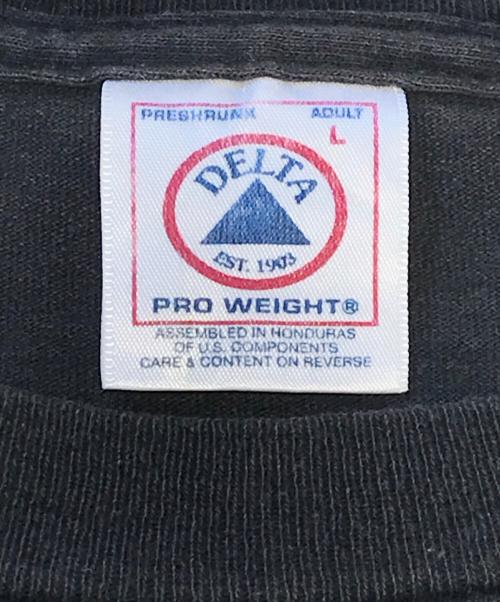 PRESHRUNK ADULT
L
DELTA
EST. 1903
PRO WEIGHT®
ASSEMBLED IN HONDURAS
OF U.S. COMPONENTS
CARE & CONTENT ON REVERSE